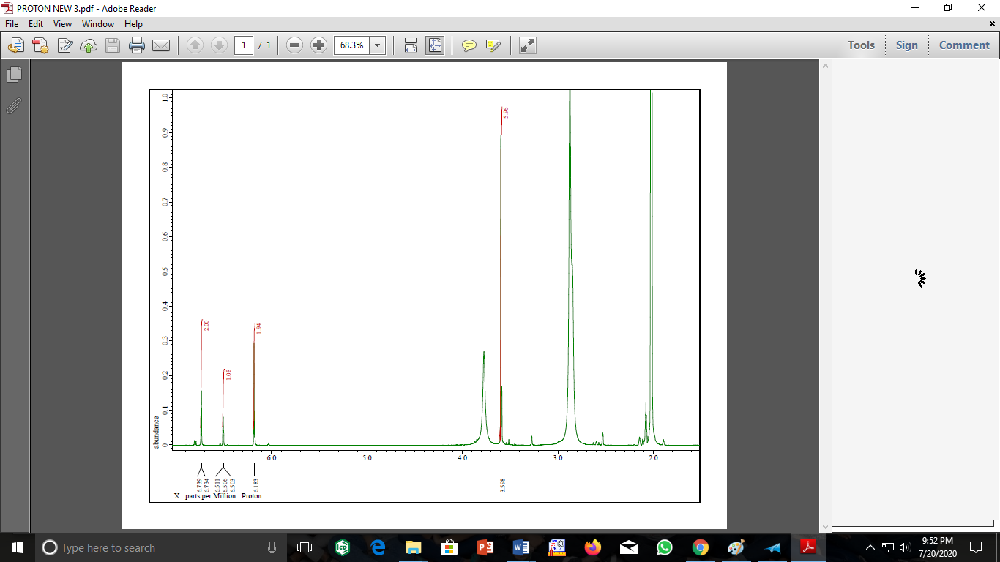 PROTON NEW 3.pdf - Adobe Reader
File Edit View Window Help
1 / 1 68.3% Tools Sign Comment
1.0
0.9
0.8
0.7
0.6
0.5
0.4
0.3
0.2
0.1
0
abundance
2.00
1.08
1.94
5.96
6.0 5.0 4.0 3.0 2.0
6.739
6.734
6.511
6.506
6.503
6.183
3.598
X : parts per Million : Proton
Type here to search
9:52 PM
7/20/2020